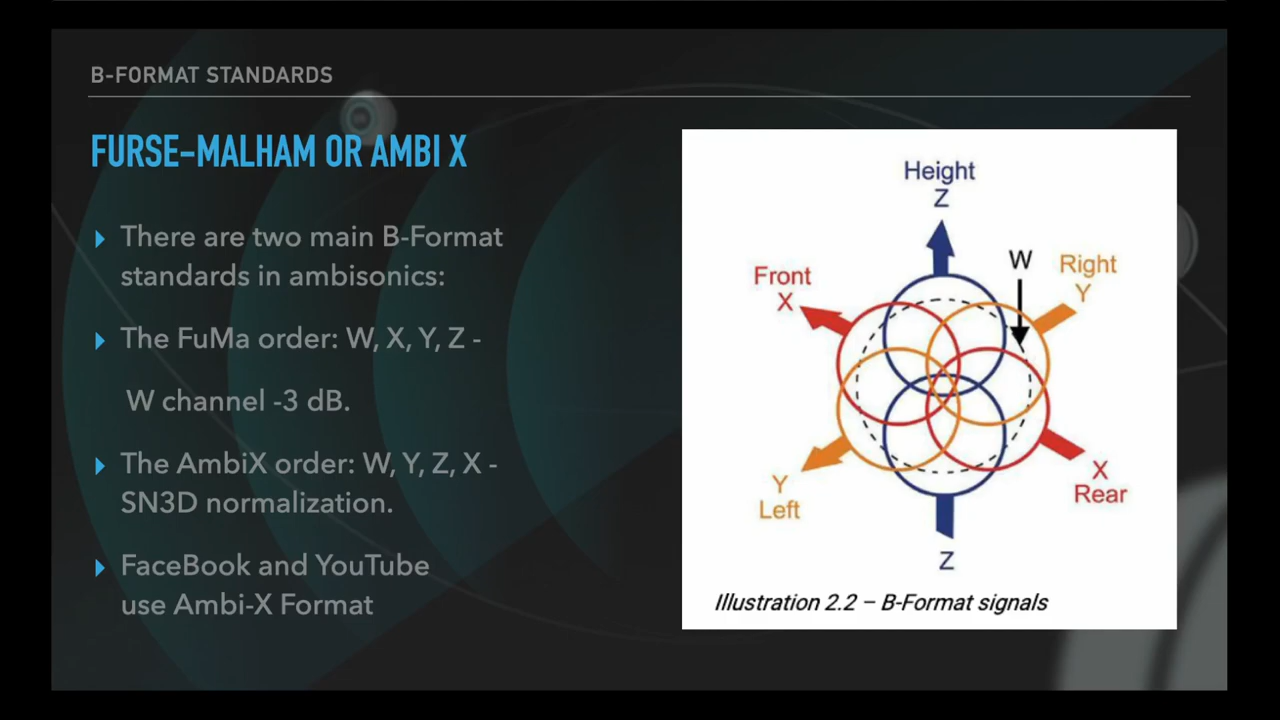 B-FORMAT STANDARDS
FURSE-MALHAM OR AMBI X
There are two main B-Format
standards in ambisonics:
The FuMa order: W, X, Y, Z -
W channel -3 dB.
The AmbiX order: W, Y, Z, X -
SN3D normalization.
FaceBook and YouTube
use Ambi-X Format
Height
Z
W
Right
Y
Front
X
Y
Left
X
Rear
Z
Illustration 2.2 – B-Format signals